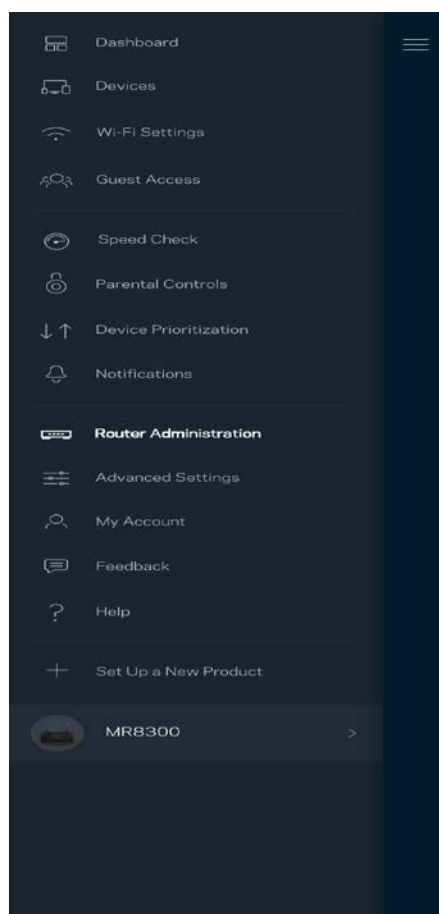 Dashboard
Devices
Wi-Fi Settings
Guest Access
Speed Check
Parental Controls
Device Prioritization
Notifications
Router Administration
Advanced Settings
My Account
Feedback
Help
Set Up a New Product
MR8300